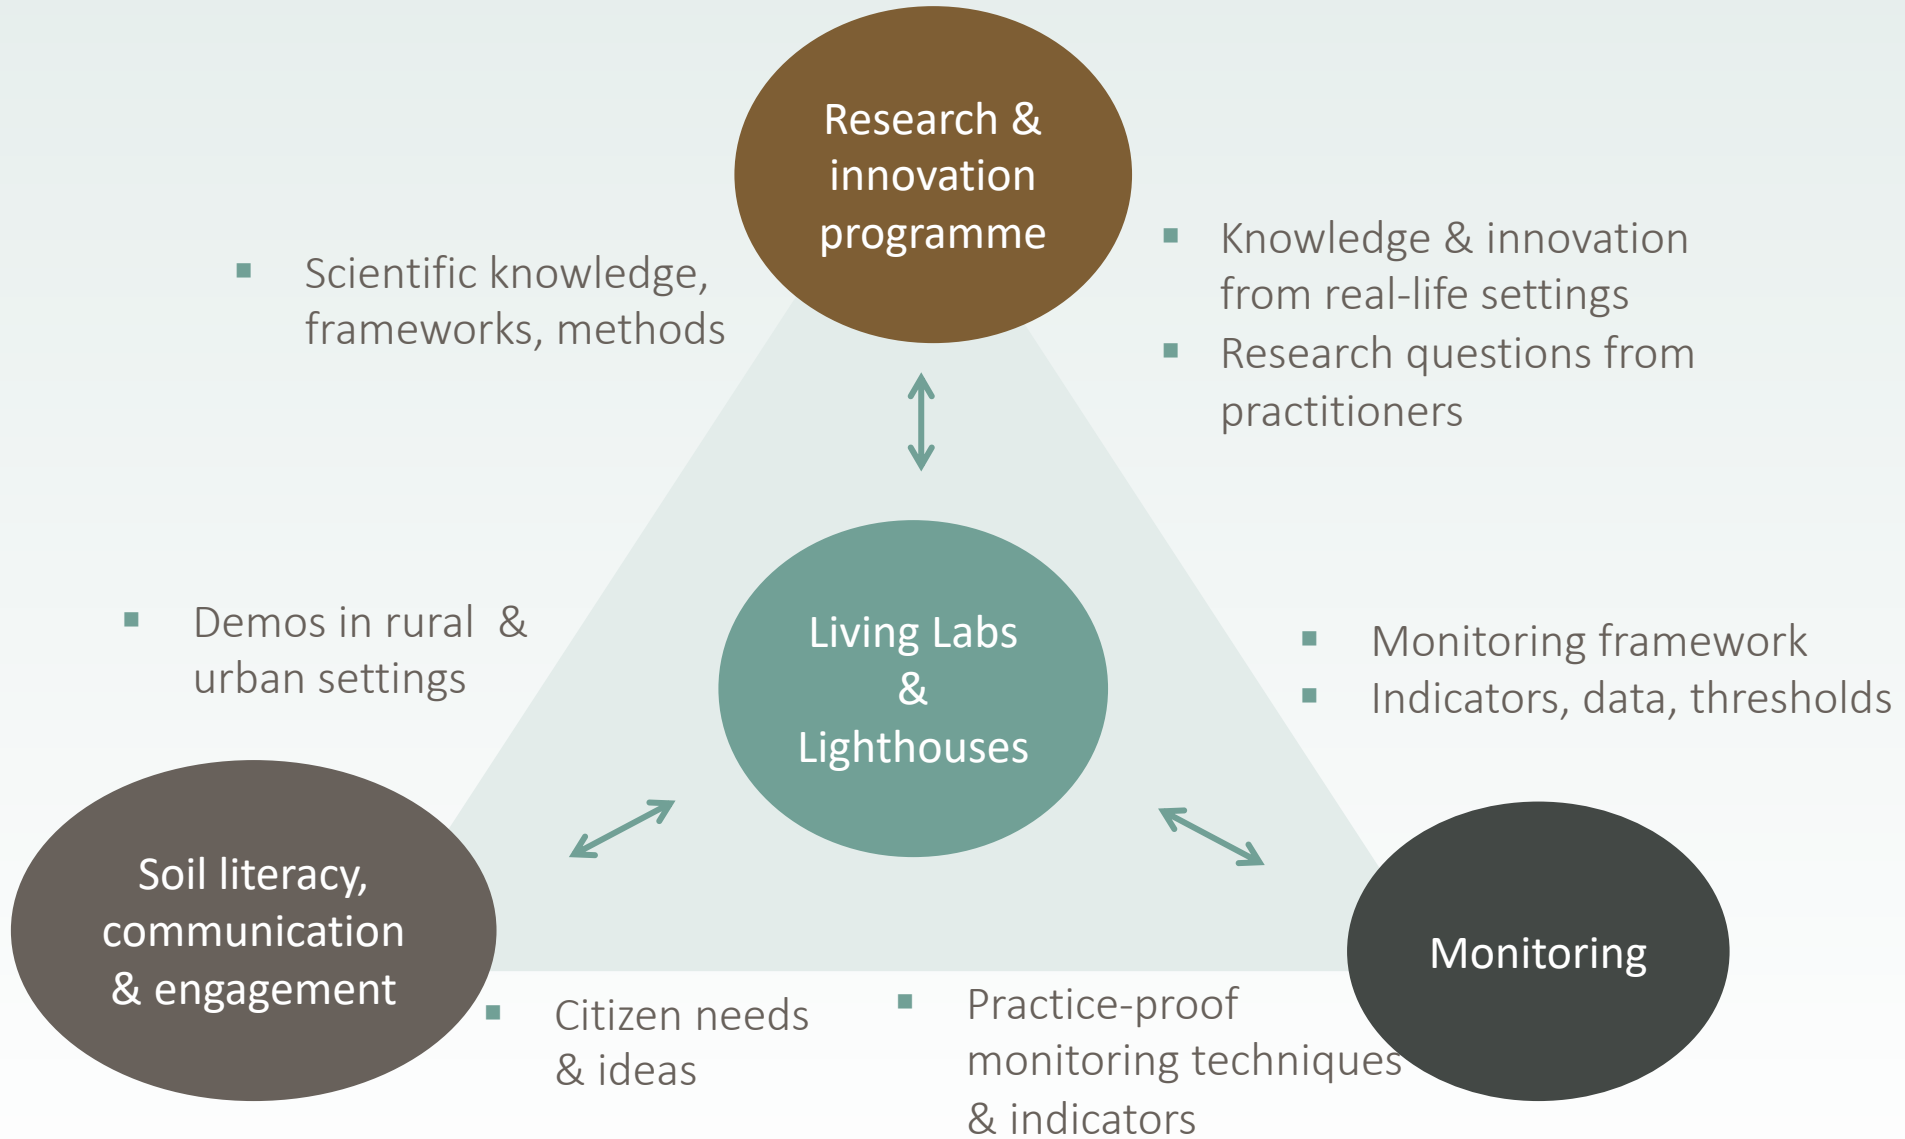 Research &
innovation
programme
▪ Scientific knowledge,
frameworks, methods
▪ Knowledge & innovation
from real-life settings
▪ Research questions from
practitioners
▪ Demos in rural &
urban settings
Living Labs
&
Lighthouses
▪ Monitoring framework
▪ Indicators, data, thresholds
Soil literacy,
communication
& engagement
Monitoring
▪ Citizen needs
& ideas
▪ Practice-proof
monitoring techniques
& indicators